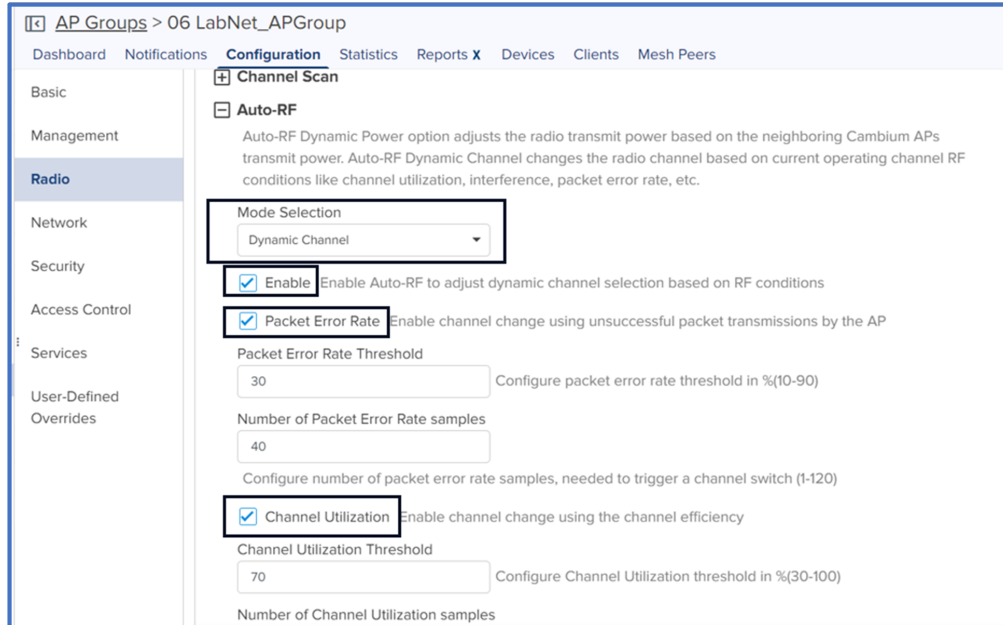 AP Groups > 06 LabNet_APGroup
Dashboard Notifications Configuration Statistics Reports X Devices Clients Mesh Peers
Basic
Management
Radio
Network
Security
Access Control
Services
User-Defined
Overrides
Channel Scan
Auto-RF
Auto-RF Dynamic Power option adjusts the radio transmit power based on the neighboring Cambium APs
transmit power. Auto-RF Dynamic Channel changes the radio channel based on current operating channel RF
conditions like channel utilization, interference, packet error rate, etc.
Mode Selection
Dynamic Channel
Enable Enable Auto-RF to adjust dynamic channel selection based on RF conditions
Packet Error Rate Enable channel change using unsuccessful packet transmissions by the AP
Packet Error Rate Threshold
30 Configure packet error rate threshold in %(10-90)
Number of Packet Error Rate samples
40
Configure number of packet error rate samples, needed to trigger a channel switch (1-120)
Channel Utilization Enable channel change using the channel efficiency
Channel Utilization Threshold
70 Configure Channel Utilization threshold in %(30-100)
Number of Channel Utilization samples